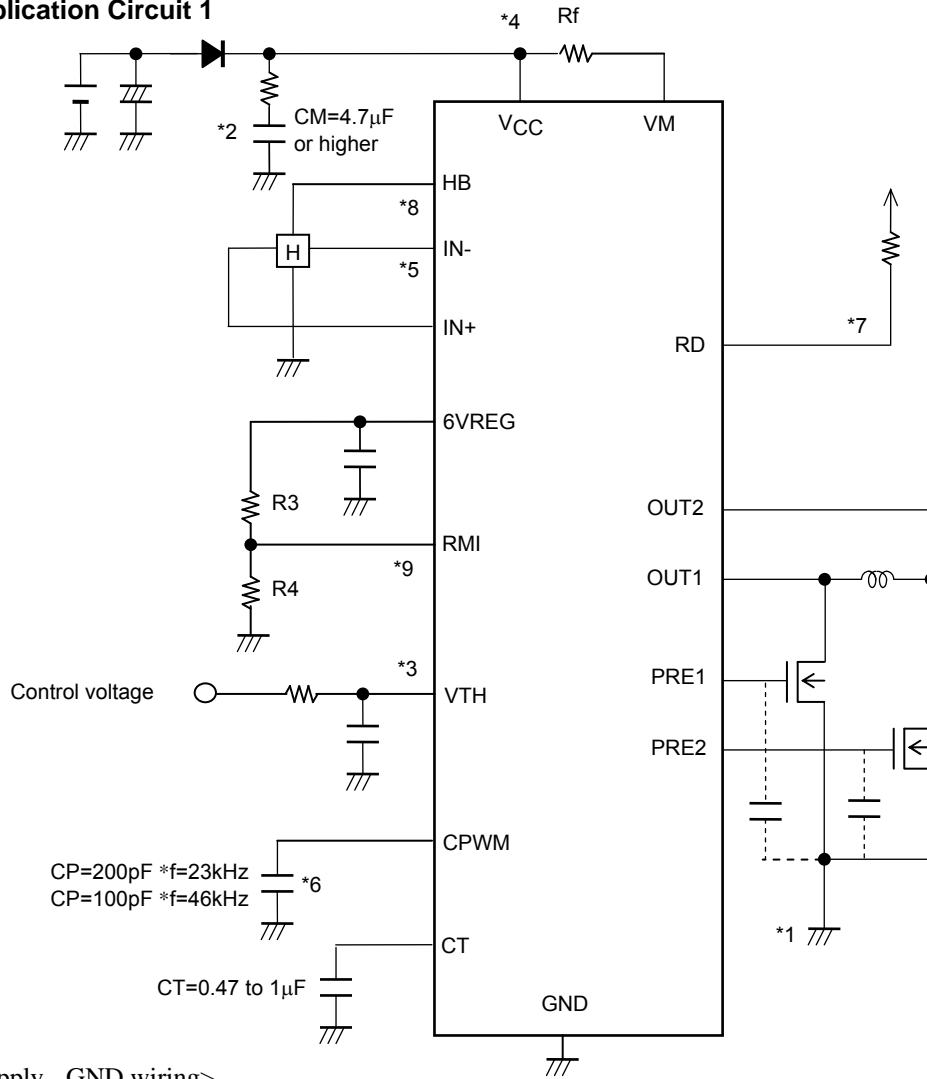 plication Circuit 1
*4
Rf
VCC
VM
*2
CM=4.7μF
or higher
HB
*8
H
IN-
*5
IN+
*7
RD
6VREG
R3
OUT2
RMI
*9
OUT1
R4
*3
PRE1
Control voltage
VTH
PRE2
CPWM
CP=200pF *f=23kHz
*6
CP=100pF *f=46kHz
*1
CT
CT=0.47 to 1μF
GND
pply - GND wiring>